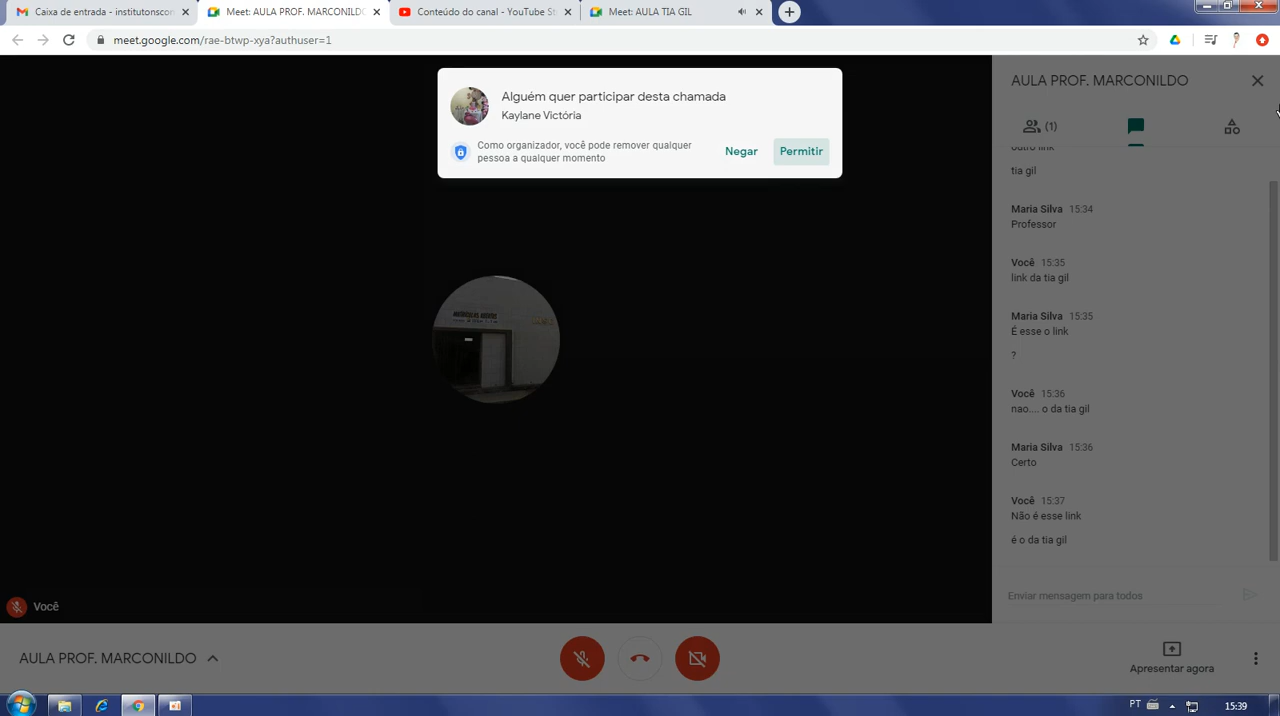 Caixa de entrada - institutonscon
Meet: AULA PROF. MARCONILDO
Conteúdo do canal - YouTube St
Meet: AULA TIA GIL
meet.google.com/rae-btwp-xya?authuser=1
Alguém quer participar desta chamada
Kaylane Victória
Como organizador, você pode remover qualquer
pessoa a qualquer momento
Negar
Permitir
AULA PROF. MARCONILDO
(1)
outro link
tia gil
Maria Silva 15:34
Professor
Você 15:35
link da tia gil
Maria Silva 15:35
É esse o link
?
Você 15:36
nao.... o da tia gil
Maria Silva 15:36
Certo
Você 15:37
Não é esse link
é o da tia gil
Enviar mensagem para todos
Você
AULA PROF. MARCONILDO
Apresentar agora
PT
15:39